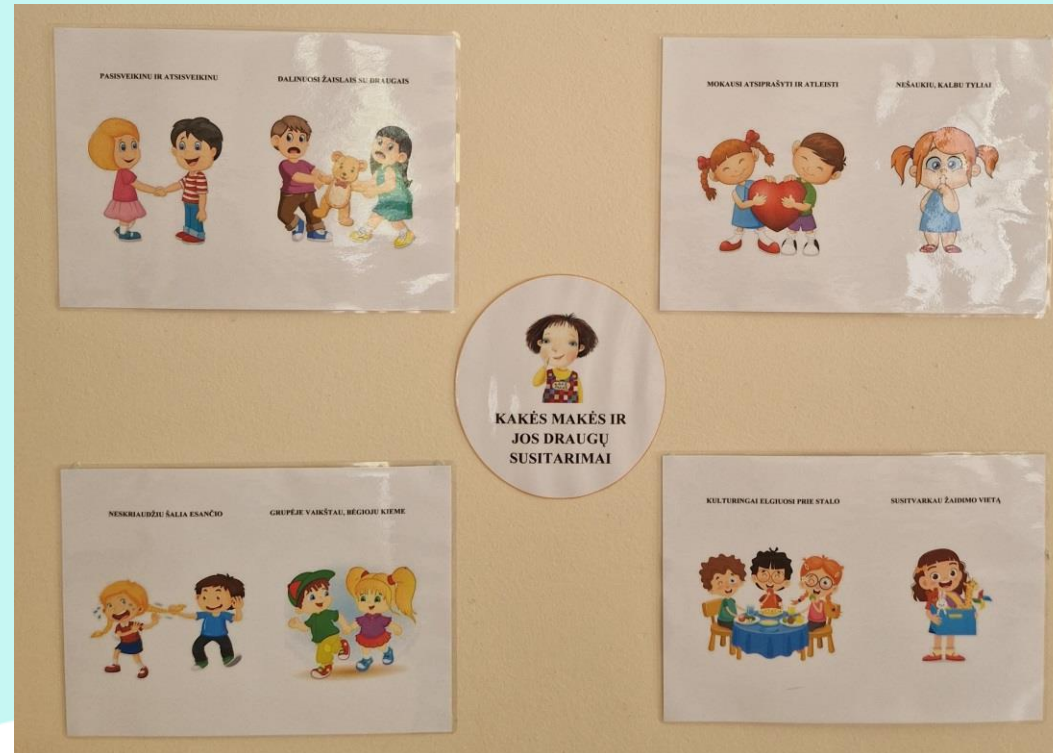 PASISVEIKINU IR ATSISVEIKINU
DALINUOSI ŽAISLAIS SU DRAUGAIS
MOKAUSI ATSIPRAŠYTI IR ATLEISTI
NEŠAUKIU, KALBU TYLIAI
KAKĖS MAKĖS IR
JOS DRAUGŲ
SUSITARIMAI
NESKRIAUDŽIU ŠALIA ESANČIO
GRUPĖJE VAIKŠTAU, BĖGIOJU KIEME
KULTURINGAI ELGIUOSI PRIE STALO
SUSITVARKAU ŽAIDIMO VIETĄ